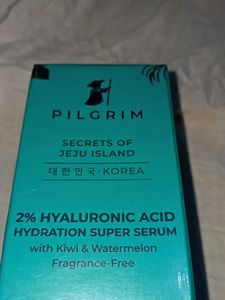 PILGRIM
SECRETS OF
JEJU ISLAND
대한민국·KOREA
2% HYALURONIC ACID
HYDRATION SUPER SERUM
with Kiwi & Watermelon
Fragrance-Free